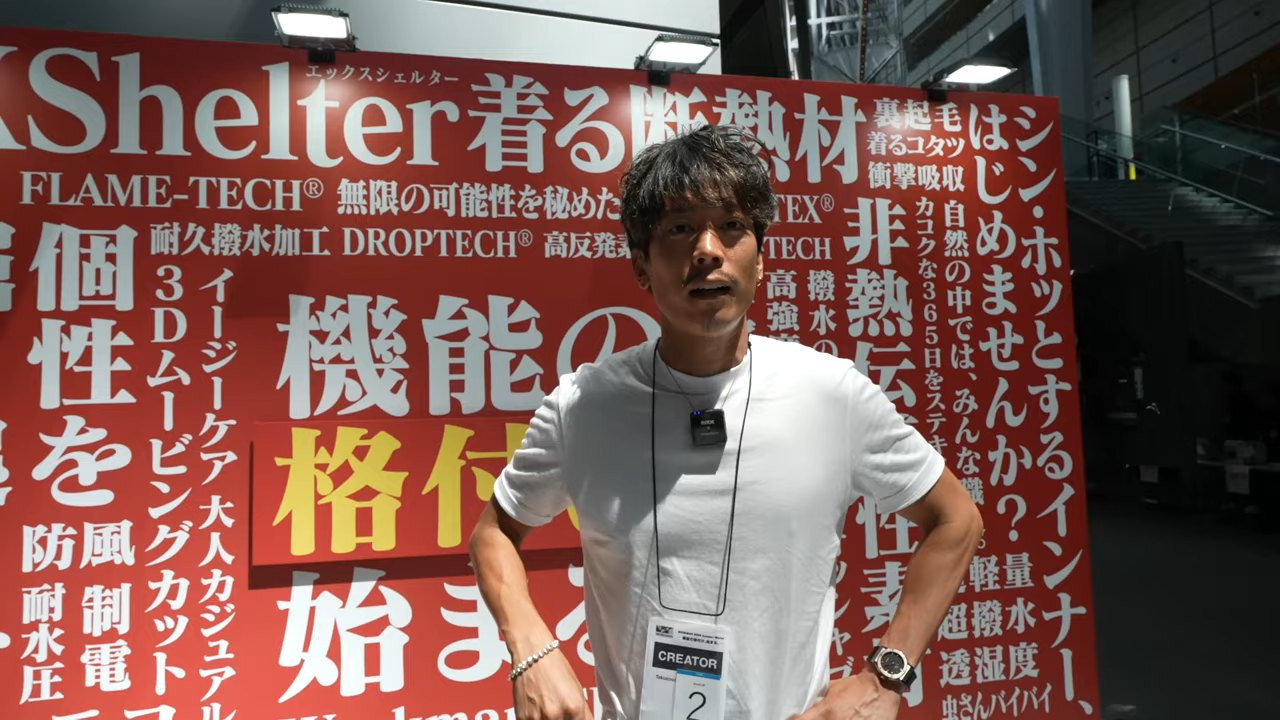 XShelter
エックスシェルター
着る断熱材
FLAME-TECH® 無限の可能性を秘めた
TEX®
耐久撥水加工 DROPTECH® 高反発素
TECH
裏起毛
着るコタツ
衝撃吸収
シン・ホッとするインナー、
はじめませんか?
自然の中では、みんな
カコクな365日をステキ
非熱伝
性素
撥水の
高強度
機能の
格付
始まる
Workman
イージーケア 大人カジュアル
3Dムービングカット
個性を
防風
制電
耐水圧
軽量
超撥水
透湿度
虫さんバイバイ
CREATOR
2